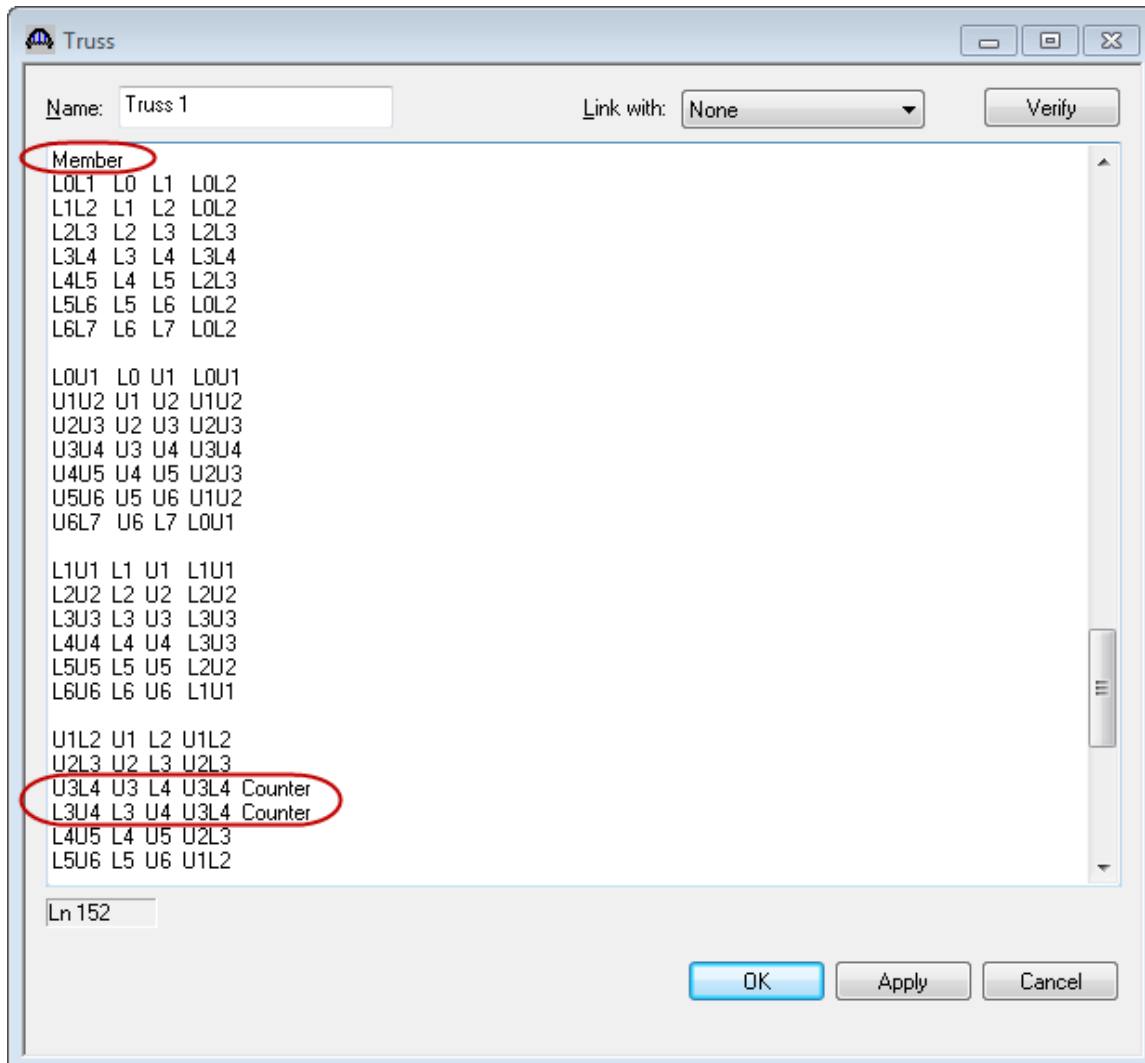 Truss
Name: Truss 1 Link with: None Verify
Member
L0L1 L0 L1 L0L2
L1L2 L1 L2 L0L2
L2L3 L2 L3 L2L3
L3L4 L3 L4 L3L4
L4L5 L4 L5 L2L3
L5L6 L5 L6 L0L2
L6L7 L6 L7 L0L2
L0U1 L0 U1 L0U1
U1U2 U1 U2 U1U2
U2U3 U2 U3 U2U3
U3U4 U3 U4 U3U4
U4U5 U4 U5 U2U3
U5U6 U5 U6 U1U2
U6L7 U6 L7 L0U1
L1U1 L1 U1 L1U1
L2U2 L2 U2 L2U2
L3U3 L3 U3 L3U3
L4U4 L4 U4 L3U3
L5U5 L5 U5 L2U2
L6U6 L6 U6 L1U1
U1L2 U1 L2 U1L2
U2L3 U2 L3 U2L3
U3L4 U3 L4 U3L4 Counter
L3U4 L3 U4 U3L4 Counter
L4U5 L4 U5 U2L3
L5U6 L5 U6 U1L2
Ln 152
OK Apply Cancel